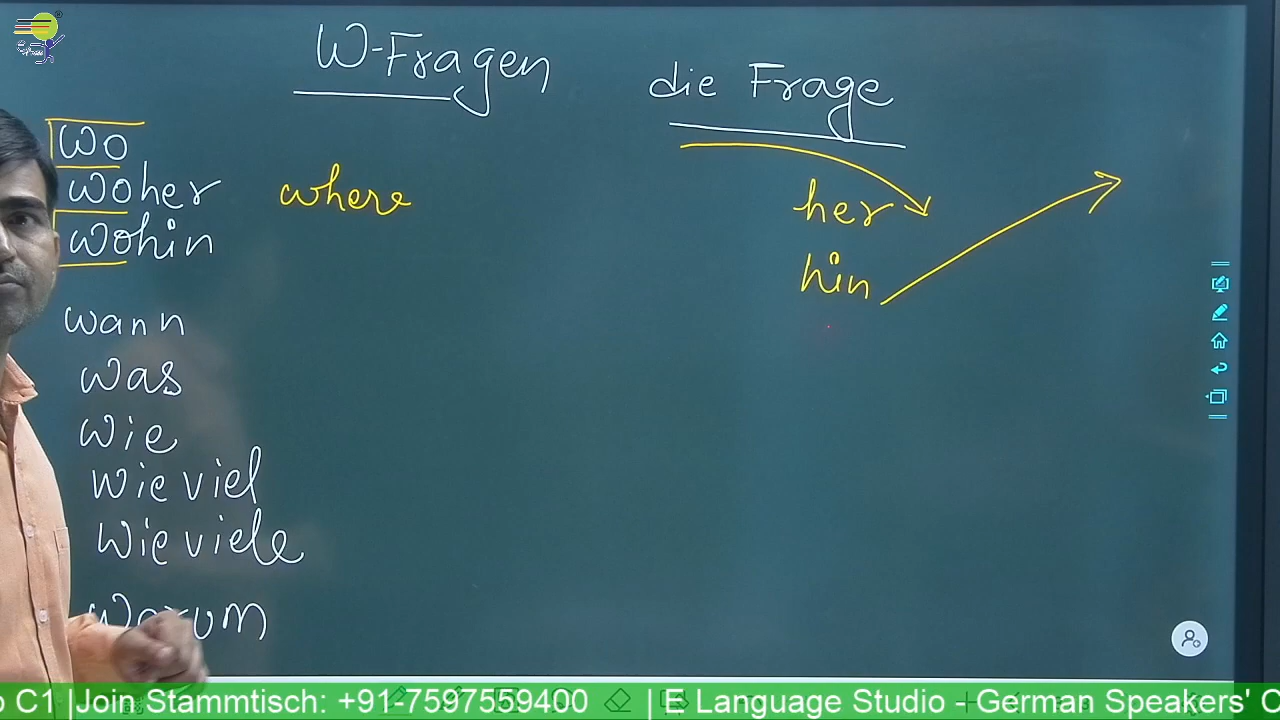 W-Fragen
die Frage
wo
woher
where
wohin
her
hin
wann
was
wie
wie viel
wie viele
warum
o C1 |Join Stammtisch: +91-7597559400 | E Language Studio - German Speakers' C